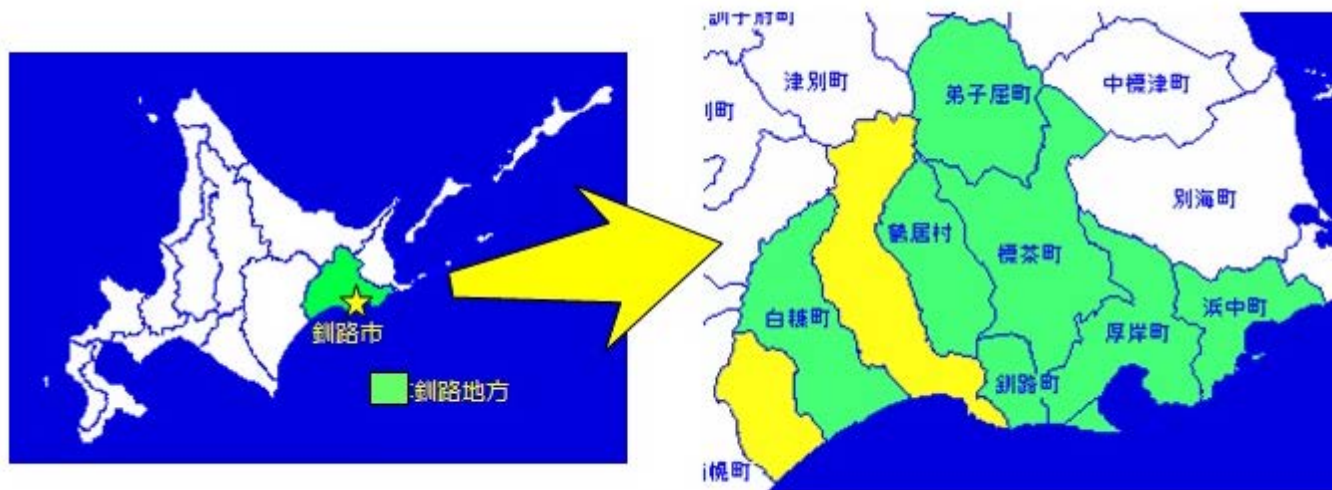 釧路市
:釧路地方
津別町
弟子屈町
中標津町
別海町
鶴居村
標茶町
浜中町
白糠町
厚岸町
釧路町